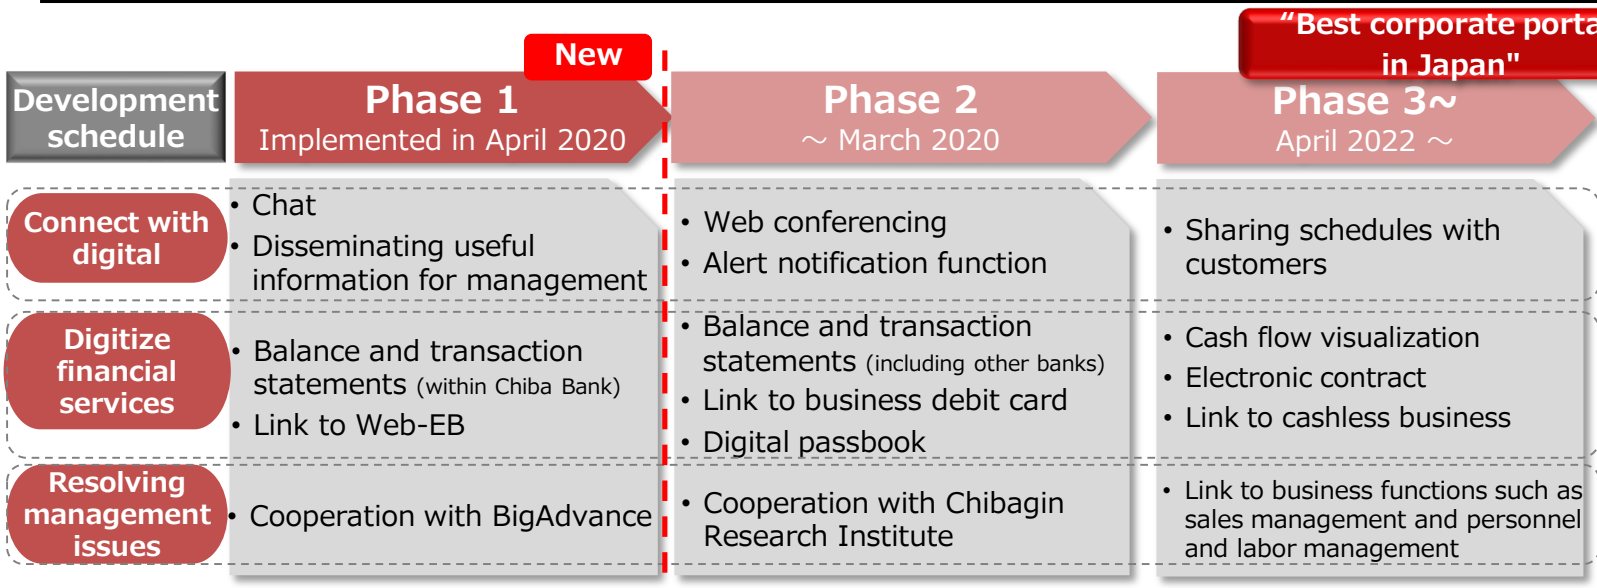 “Best corporate porta
in Japan"
New
Development
schedule
Phase 1
Implemented in April 2020
Phase 2
～ March 2020
Phase 3~
April 2022 ～
Connect with
digital
• Chat
• Disseminating useful
information for management
• Web conferencing
• Alert notification function
• Sharing schedules with
customers
Digitize
financial
services
• Balance and transaction
statements (within Chiba Bank)
• Link to Web-EB
• Balance and transaction
statements (including other banks)
• Link to business debit card
• Digital passbook
• Cash flow visualization
• Electronic contract
• Link to cashless business
Resolving
management
issues
• Cooperation with BigAdvance
• Cooperation with Chibagin
Research Institute
• Link to business functions such as
sales management and personnel
and labor management